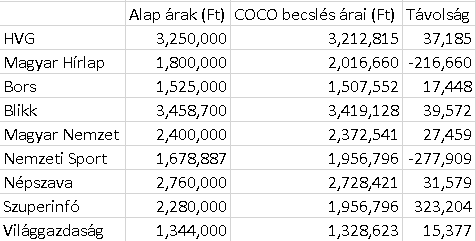 Alap árak (Ft) COCO becslés árai (Ft) Távolság
HVG 3,250,000 3,212,815 37,185
Magyar Hírlap 1,800,000 2,016,660 -216,660
Bors 1,525,000 1,507,552 17,448
Blikk 3,458,700 3,419,128 39,572
Magyar Nemzet 2,400,000 2,372,541 27,459
Nemzeti Sport 1,678,887 1,956,796 -277,909
Népszava 2,760,000 2,728,421 31,579
Szuperinfó 2,280,000 1,956,796 323,204
Világgazdaság 1,344,000 1,328,623 15,377